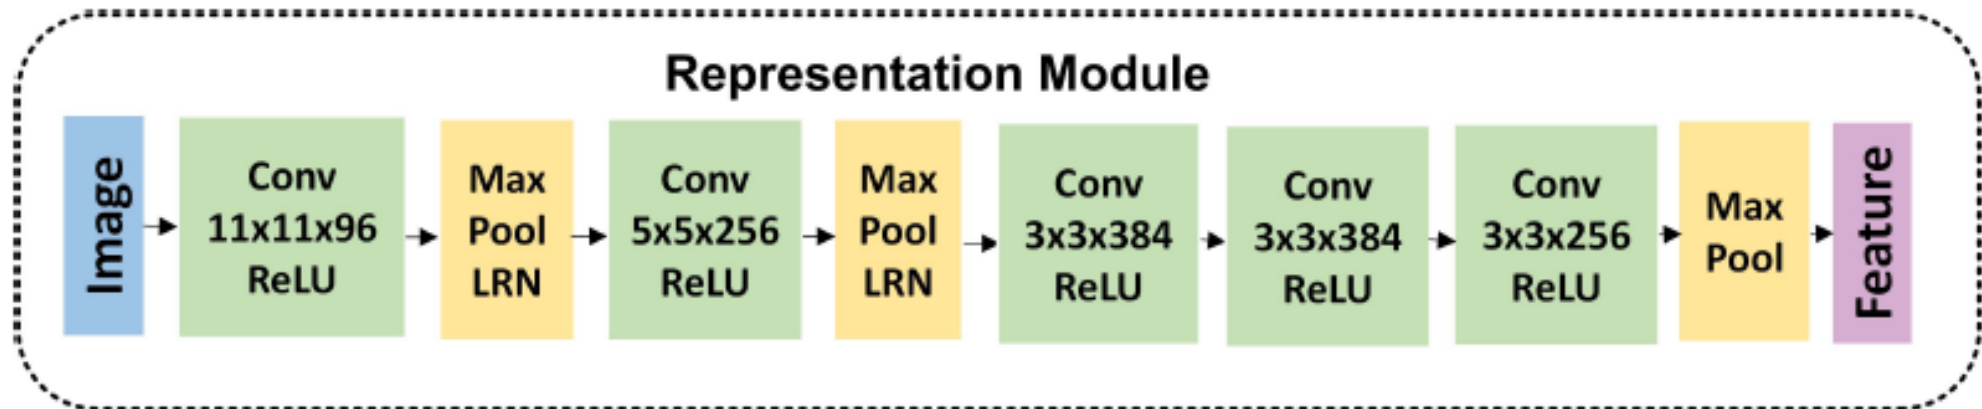 Representation Module
Image
Conv
11x11x96
ReLU
Max
Pool
LRN
Conv
5x5x256
ReLU
Max
Pool
LRN
Conv
3x3x384
ReLU
Conv
3x3x384
ReLU
Conv
3x3x256
ReLU
Max
Pool
Feature